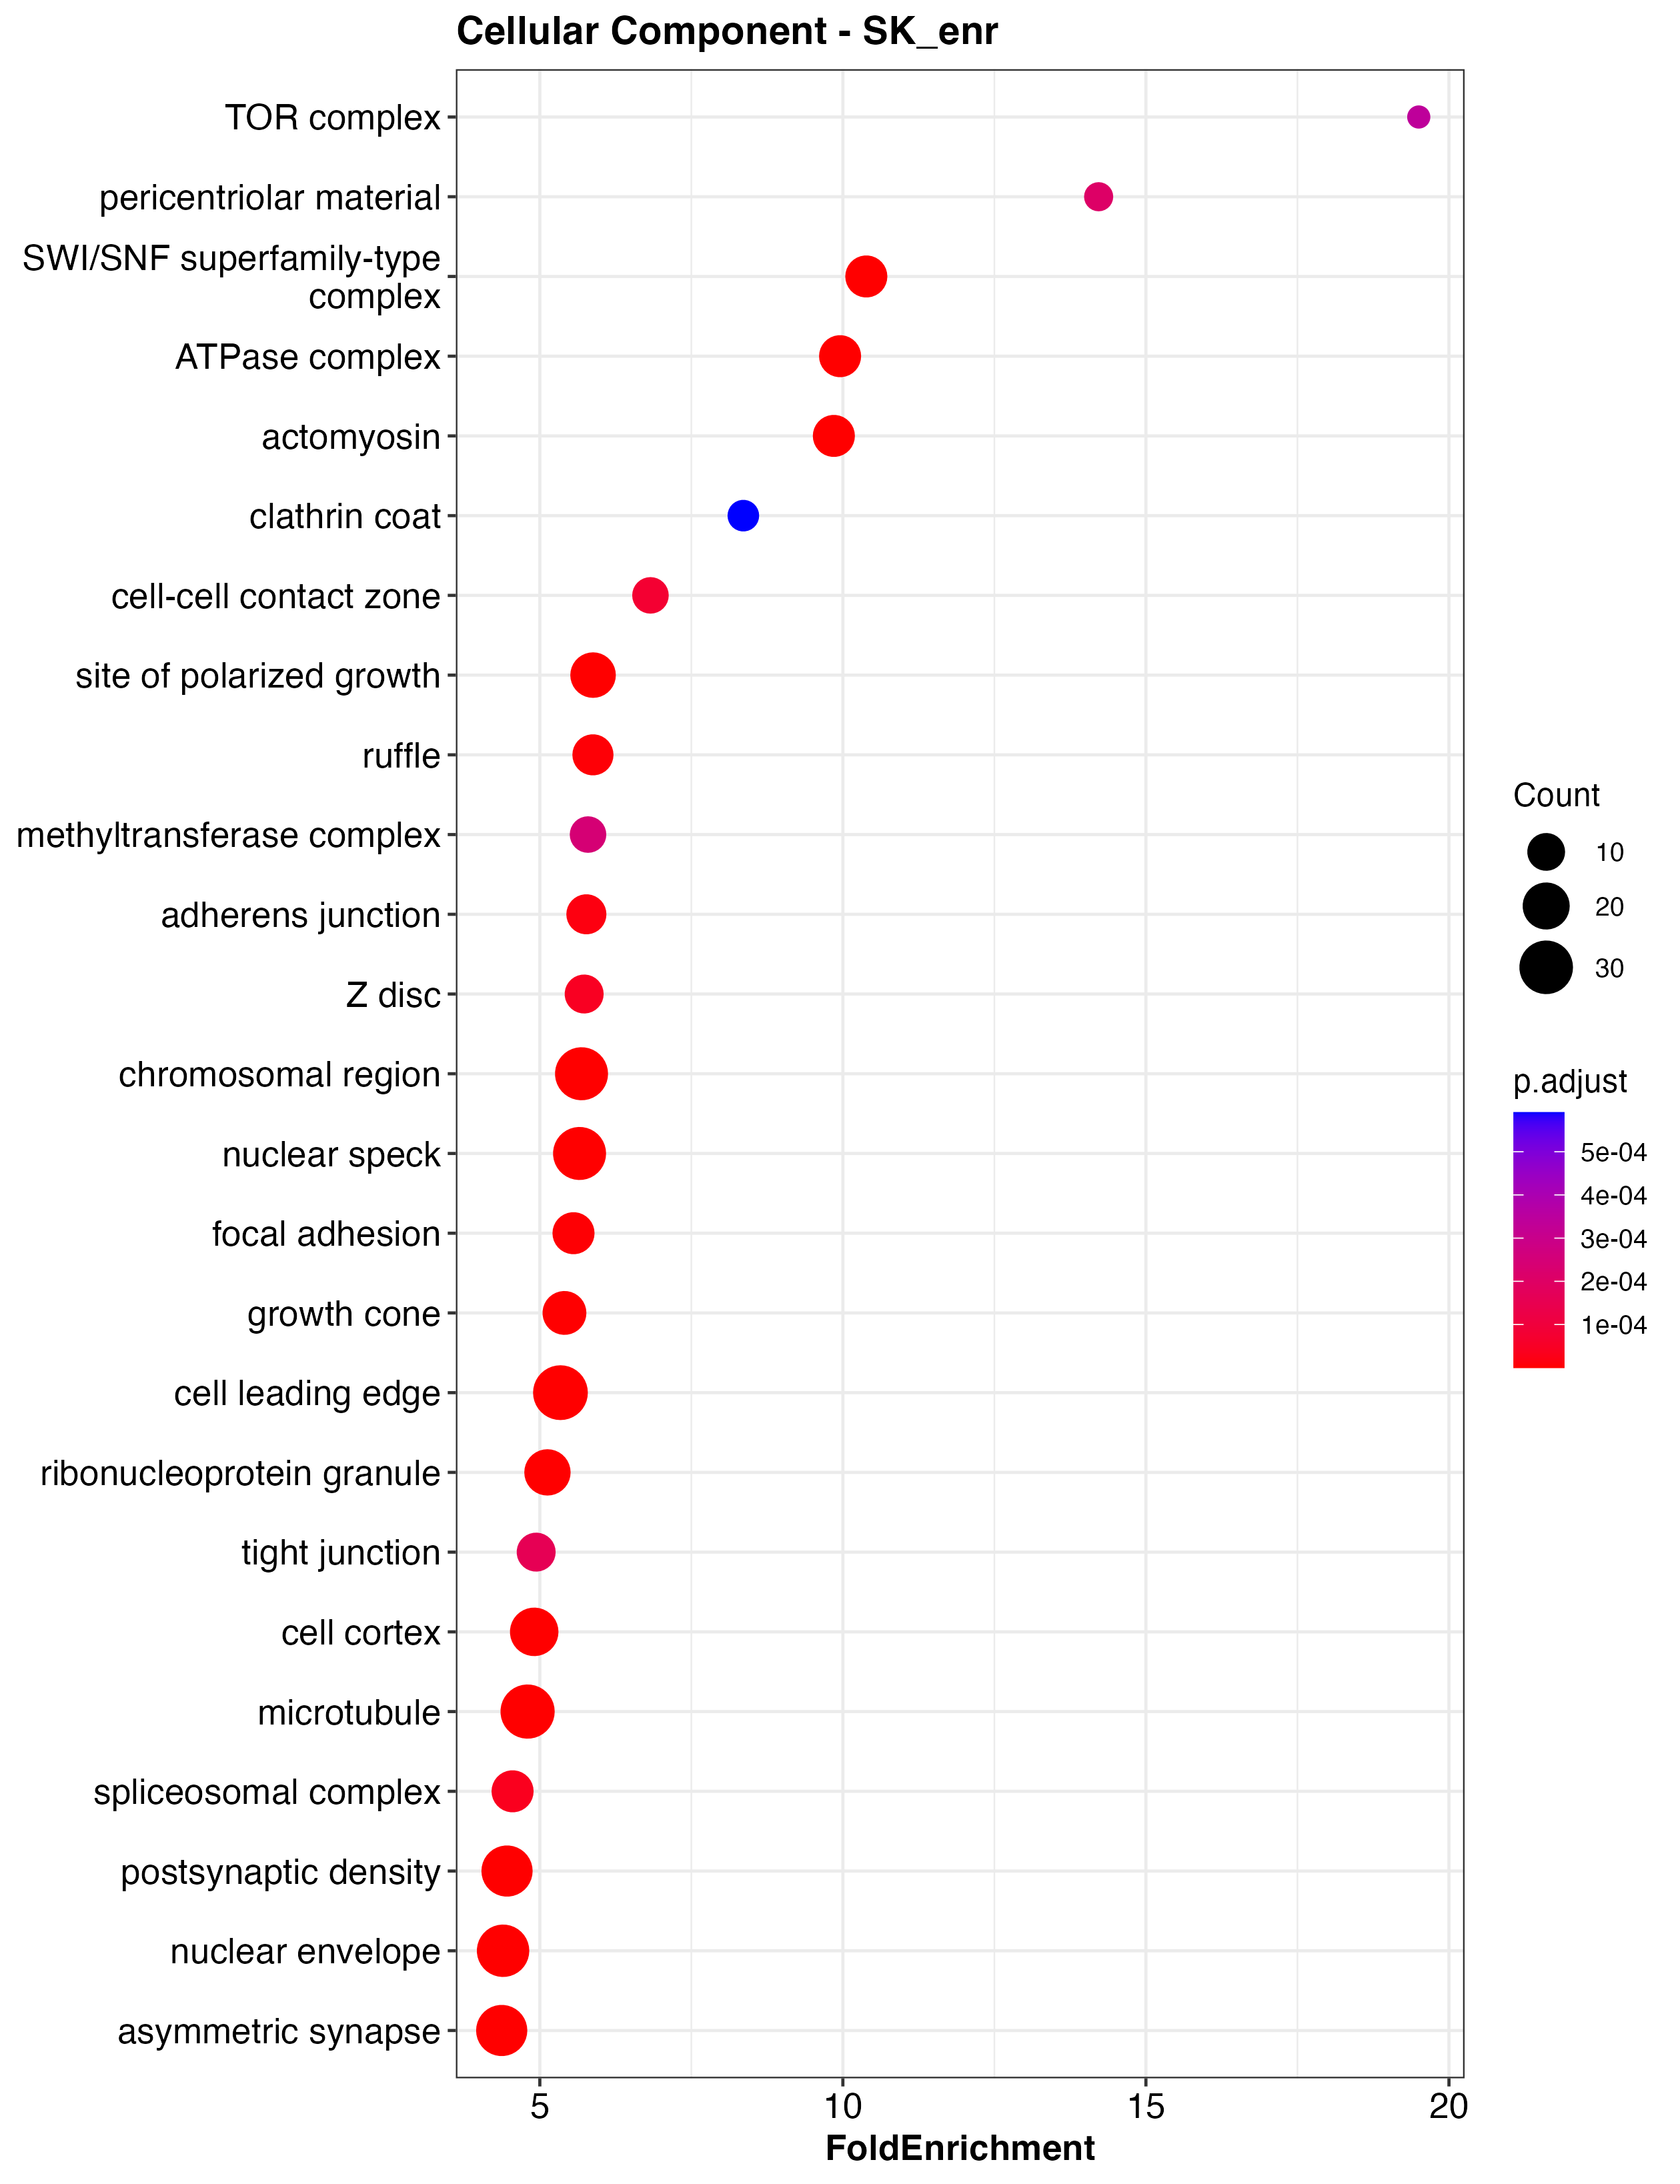 Cellular Component - SK_enr
TOR complex
pericentriolar material
SWI/SNF superfamily-type
complex
ATPase complex
actomyosin
clathrin coat
cell-cell contact zone
site of polarized growth
ruffle
methyltransferase complex
adherens junction
Z disc
chromosomal region
nuclear speck
focal adhesion
growth cone
cell leading edge
ribonucleoprotein granule
tight junction
cell cortex
microtubule
spliceosomal complex
postsynaptic density
nuclear envelope
asymmetric synapse
5 10 15 20
FoldEnrichment
Count
10
20
30
p.adjust
5e-04
4e-04
3e-04
2e-04
1e-04